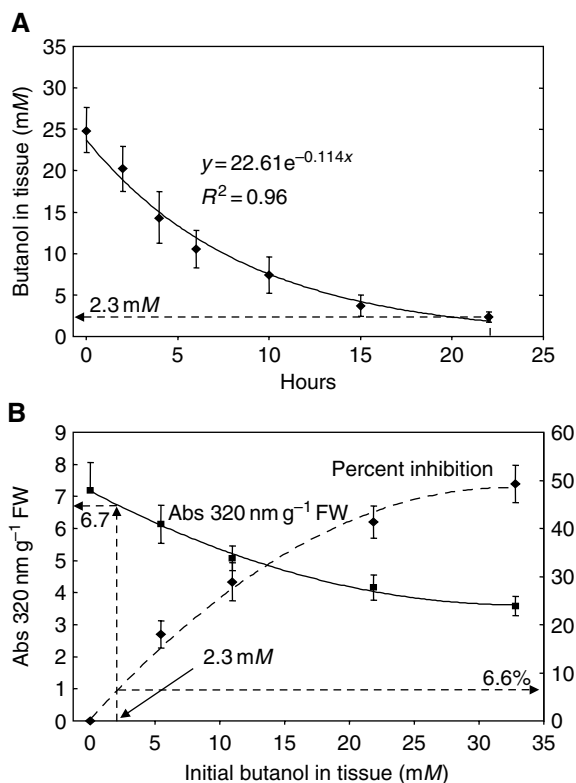 A
35
30
25
20
15
10
5
0
Butanol in tissue (mM)
y = 22.61e–0.114x
R2 = 0.96
2.3 mM
0 5 10 15 20 25
Hours
B
9
8
7
6
5
4
3
2
1
0
Abs 320 nm g–1 FW
60
50
40
30
20
10
0
Percent inhibition
Abs 320 nm g–1 FW
6.7
2.3 mM
6.6%
0 5 10 15 20 25 30 35
Initial butanol in tissue (mM)